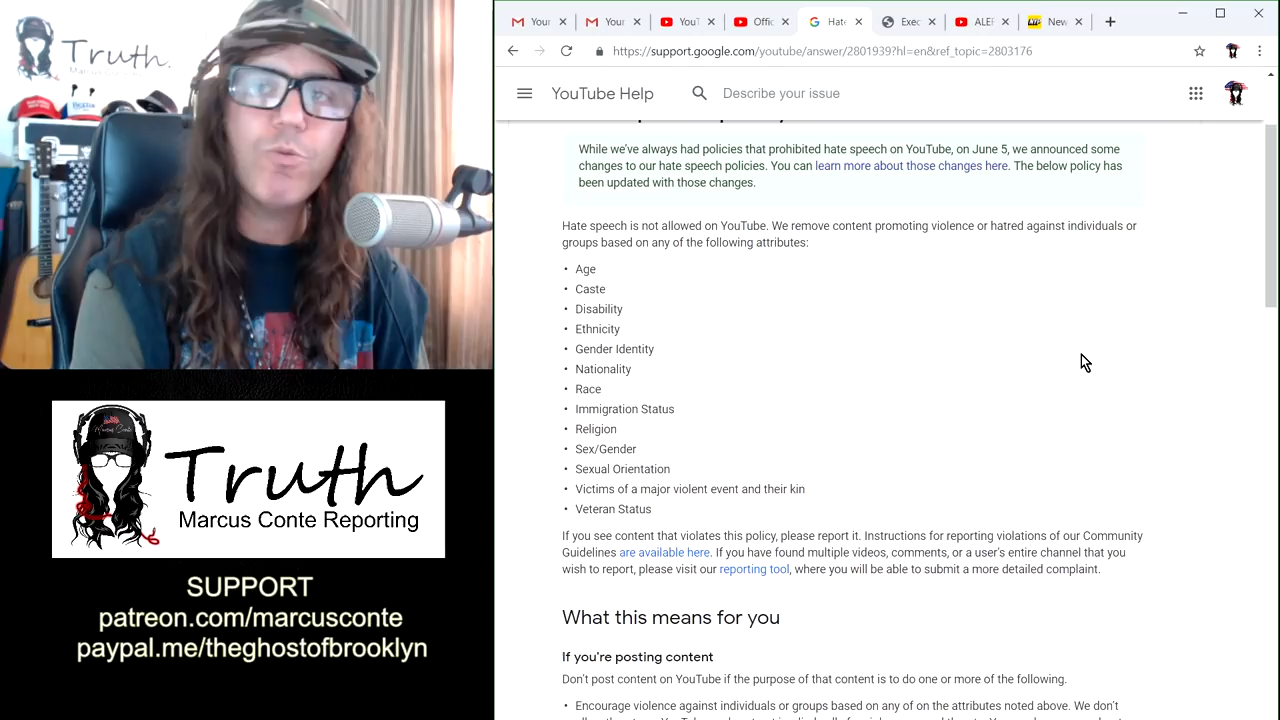 Truth.
Your
Your
YouT
Offic
Hate
Exec
ALE
New
https://support.google.com/youtube/answer/2801939?hl=en&ref_topic=2803176
YouTube Help
Describe your issue
While we've always had policies that prohibited hate speech on YouTube, on June 5, we announced some
changes to our hate speech policies. You can learn more about those changes here. The below policy has
been updated with those changes.
Hate speech is not allowed on YouTube. We remove content promoting violence or hatred against individuals or
groups based on any of the following attributes:
• Age
• Caste
• Disability
• Ethnicity
• Gender Identity
• Nationality
• Race
• Immigration Status
• Religion
• Sex/Gender
• Sexual Orientation
• Victims of a major violent event and their kin
• Veteran Status
If you see content that violates this policy, please report it. Instructions for reporting violations of our Community
Guidelines are available here. If you have found multiple videos, comments, or a user's entire channel that you
wish to report, please visit our reporting tool, where you will be able to submit a more detailed complaint.
What this means for you
If you're posting content
Don't post content on YouTube if the purpose of that content is to do one or more of the following.
• Encourage violence against individuals or groups based on any of on the attributes noted above. We don't
Truth
Marcus Conte Reporting
SUPPORT
patreon.com/marcusconte
paypal.me/theghostofbrooklyn